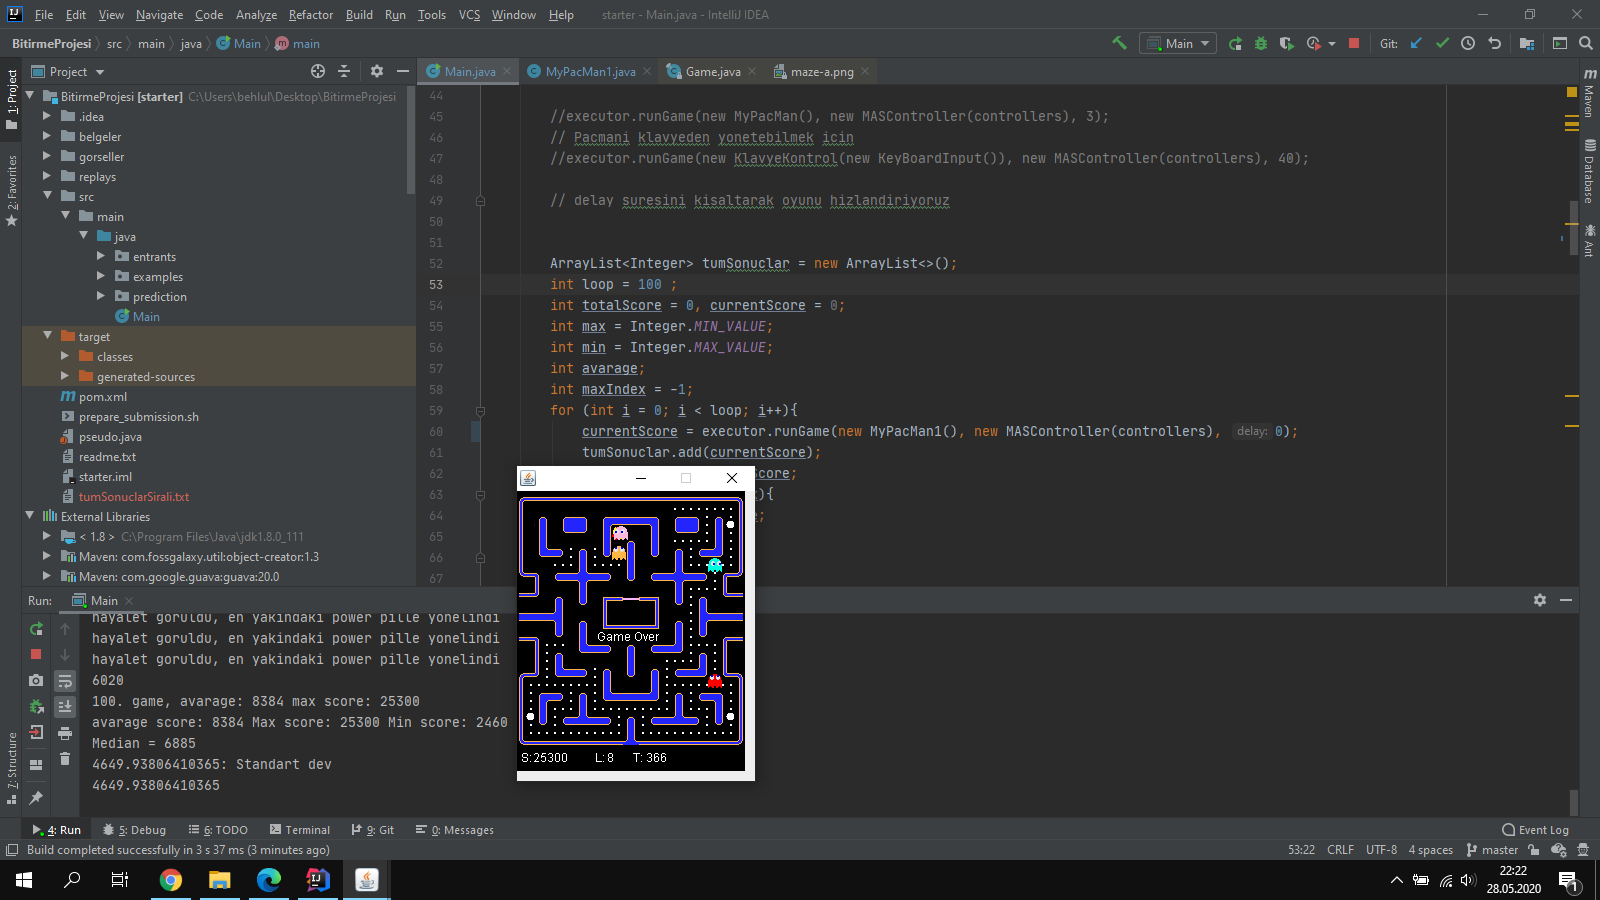 File Edit View Navigate Code Analyze Refactor Build Run Tools VCS Window Help starter - Main.java - IntelliJ IDEA
BitirmeProjesi src main java Main main
Main Git:
Project
Main.java MyPacMan1.java Game.java maze-a.png
1: Project
2: Favorites
7: Structure
Maven
Database
Ant
BitirmeProjesi [starter] C:\Users\behlul\Desktop\BitirmeProjesi
.idea
belgeler
gorseller
replays
src
main
java
entrants
examples
prediction
Main
target
classes
generated-sources
pom.xml
prepare_submission.sh
pseudo.java
readme.txt
starter.iml
tumSonuclarSirali.txt
External Libraries
< 1.8 > C:\Program Files\Java\jdk1.8.0_111
Maven: com.fossgalaxy.util:object-creator:1.3
Maven: com.google.guava:guava:20.0
44
45 //executor.runGame(new MyPacMan(), new MASController(controllers), 3);
46 // Pacmani klavyeden yonetebilmek icin
47 //executor.runGame(new KlavyeKontrol(new KeyBoardInput()), new MASController(controllers), 40);
48
49 // delay suresini kisaltarak oyunu hizlandiriyoruz
50
51
52 ArrayList<Integer> tumSonuclar = new ArrayList<>();
53 int loop = 100 ;
54 int totalScore = 0, currentScore = 0;
55 int max = Integer.MIN_VALUE;
56 int min = Integer.MAX_VALUE;
57 int avarage;
58 int maxIndex = -1;
59 for (int i = 0; i < loop; i++){
60 currentScore = executor.runGame(new MyPacMan1(), new MASController(controllers), delay: 0);
61 tumSonuclar.add(currentScore);
62 core;
63 ){
64 ;
65
66
67
Game Over
S:25300 L:8 T:366
Run: Main
hayalet goruldu, en yakindaki power pille yonelindi
hayalet goruldu, en yakindaki power pille yonelindi
hayalet goruldu, en yakindaki power pille yonelindi
6020
100. game, avarage: 8384 max score: 25300
avarage score: 8384 Max score: 25300 Min score: 2460
Median = 6885
4649.93806410365: Standart dev
4649.93806410365
4: Run 5: Debug 6: TODO Terminal 9: Git 0: Messages Event Log
Build completed successfully in 3 s 37 ms (3 minutes ago) 53:22 CRLF UTF-8 4 spaces master
22:22
28.05.2020
1